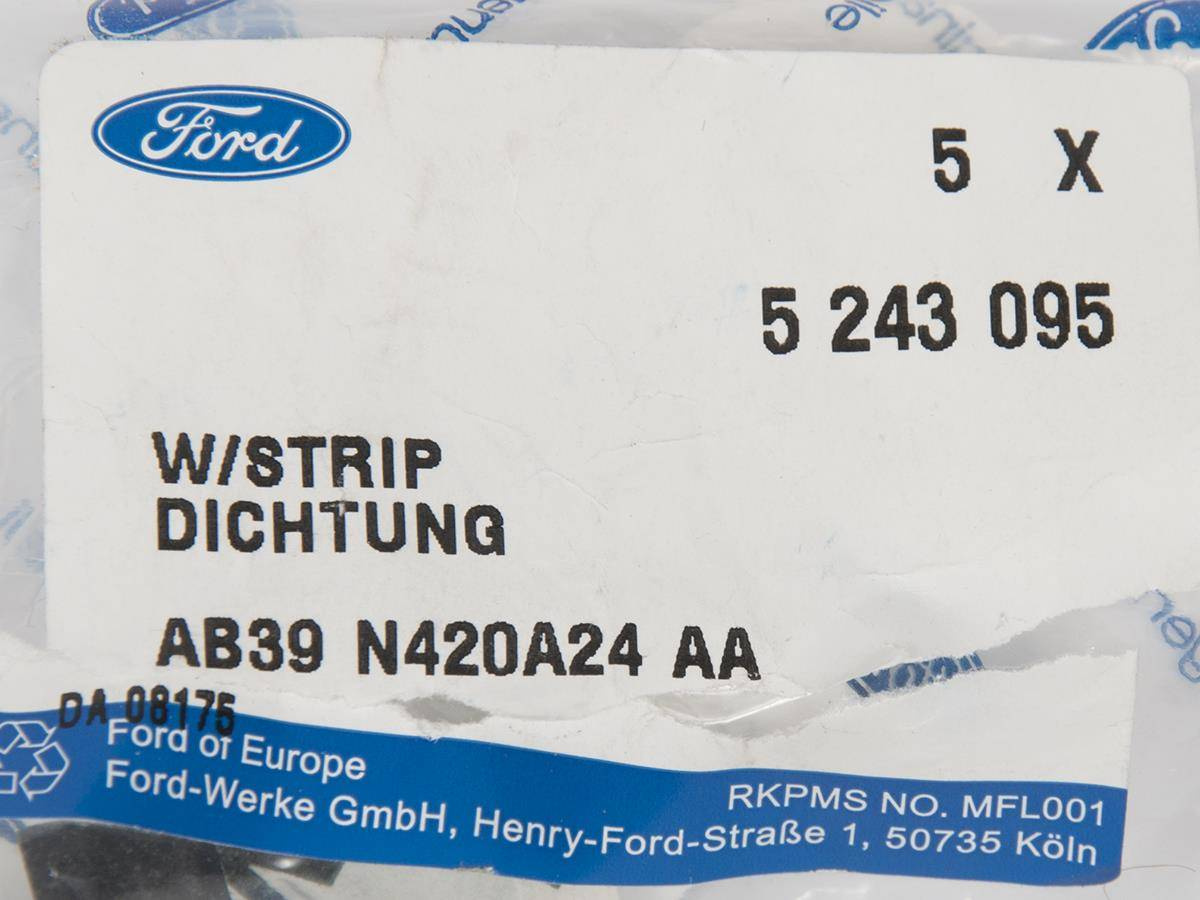 Ford
5 X
5 243 095
W/STRIP
DICHTUNG
AB39 N420A24 AA
DA 08175
Ford of Europe
Ford-Werke GmbH, Henry-Ford-Straße 1, 50735 Köln
RKPMS NO. MFL001